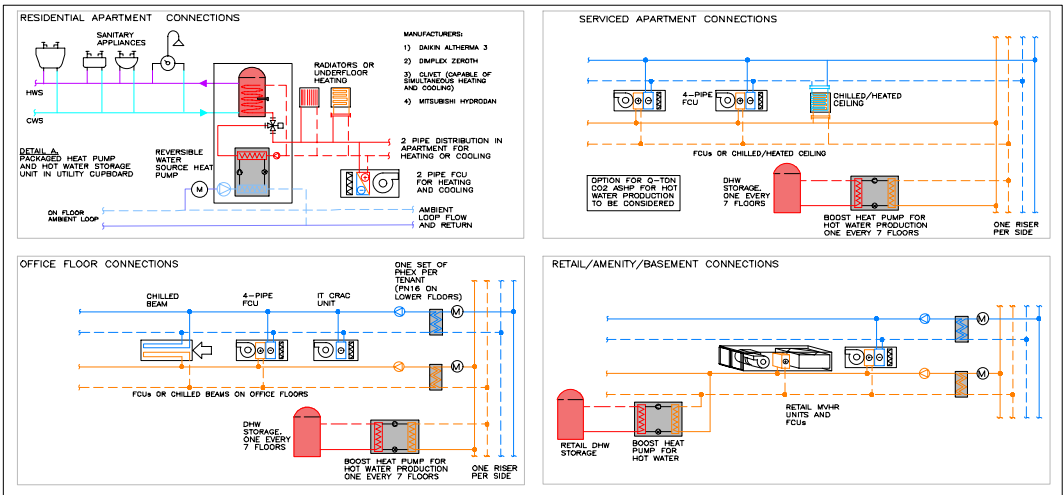 RESIDENTIAL APARTMENT CONNECTIONS
SANITARY
APPLIANCES
HWS
CWS
DETAIL A.
PACKAGED HEAT PUMP
AND HOT WATER STORAGE
UNIT IN UTILITY CUPBOARD
REVERSIBLE
WATER
SOURCE HEAT
PUMP
M
ON FLOOR
AMBIENT LOOP
RADIATORS OR
UNDERFLOOR
HEATING
MANUFACTURERS:
1) DAIKIN ALTHERMA 3
2) DIMPLEX ZEROTH
3) CLIVET (CAPABLE OF
SIMULTANEOUS HEATING
AND COOLING)
4) MITSUBISHI HYDRODAN
2 PIPE DISTRIBUTION IN
APARTMENT FOR
HEATING OR COOLING
2 PIPE FCU
FOR HEATING
AND COOLING
AMBIENT
LOOP FLOW
AND RETURN
SERVICED APARTMENT CONNECTIONS
4-PIPE
FCU
CHILLED/HEATED
CEILING
FCUs OR CHILLED/HEATED CEILING
OPTION FOR Q-TON
CO2 ASHP FOR HOT
WATER PRODUCTION
TO BE CONSIDERED
DHW
STORAGE,
ONE EVERY
7 FLOORS
BOOST HEAT PUMP FOR
HOT WATER PRODUCTION
ONE EVERY 7 FLOORS
ONE RISER
PER SIDE
OFFICE FLOOR CONNECTIONS
CHILLED
BEAM
4-PIPE
FCU
IT CRAC
UNIT
ONE SET OF
PHEX PER
TENANT
(PN16 ON
LOWER FLOORS)
M
M
FCUs OR CHILLED BEAMS ON OFFICE FLOORS
DHW
STORAGE,
ONE EVERY
7 FLOORS
BOOST HEAT PUMP FOR
HOT WATER PRODUCTION
ONE EVERY 7 FLOORS
ONE RISER
PER SIDE
RETAIL/AMENITY/BASEMENT CONNECTIONS
M
M
RETAIL MVHR
UNITS AND
FCUs
RETAIL DHW
STORAGE
BOOST HEAT
PUMP FOR
HOT WATER